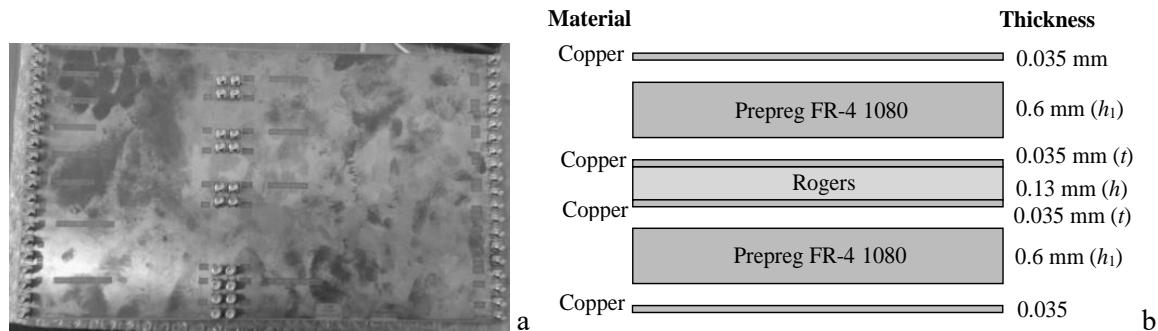 Material Thickness
Copper 0.035 mm
Prepreg FR-4 1080 0.6 mm (h₁)
Copper 0.035 mm (t)
Rogers 0.13 mm (h)
Copper 0.035 mm (t)
Prepreg FR-4 1080 0.6 mm (h₁)
Copper 0.035
a b